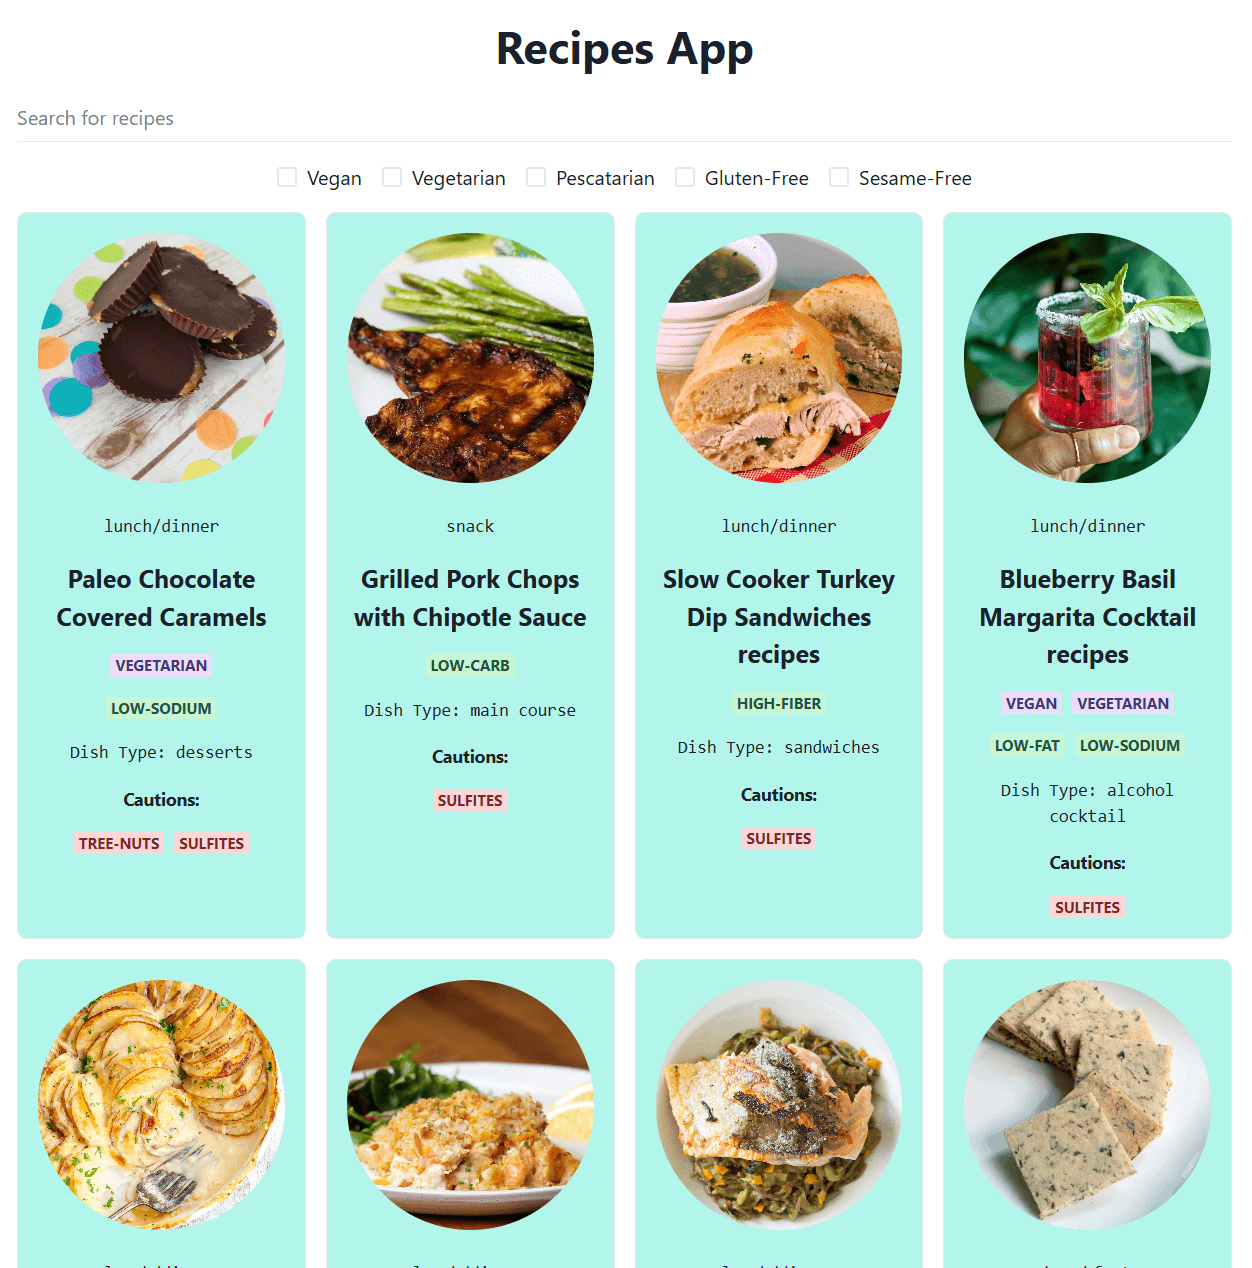 Recipes App
Search for recipes
Vegan Vegetarian Pescatarian Gluten-Free Sesame-Free
lunch/dinner
Paleo Chocolate
Covered Caramels
VEGETARIAN
LOW-SODIUM
Dish Type: desserts
Cautions:
TREE-NUTS SULFITES
snack
Grilled Pork Chops
with Chipotle Sauce
LOW-CARB
Dish Type: main course
Cautions:
SULFITES
lunch/dinner
Slow Cooker Turkey
Dip Sandwiches
recipes
HIGH-FIBER
Dish Type: sandwiches
Cautions:
SULFITES
lunch/dinner
Blueberry Basil
Margarita Cocktail
recipes
VEGAN VEGETARIAN
LOW-FAT LOW-SODIUM
Dish Type: alcohol
cocktail
Cautions:
SULFITES